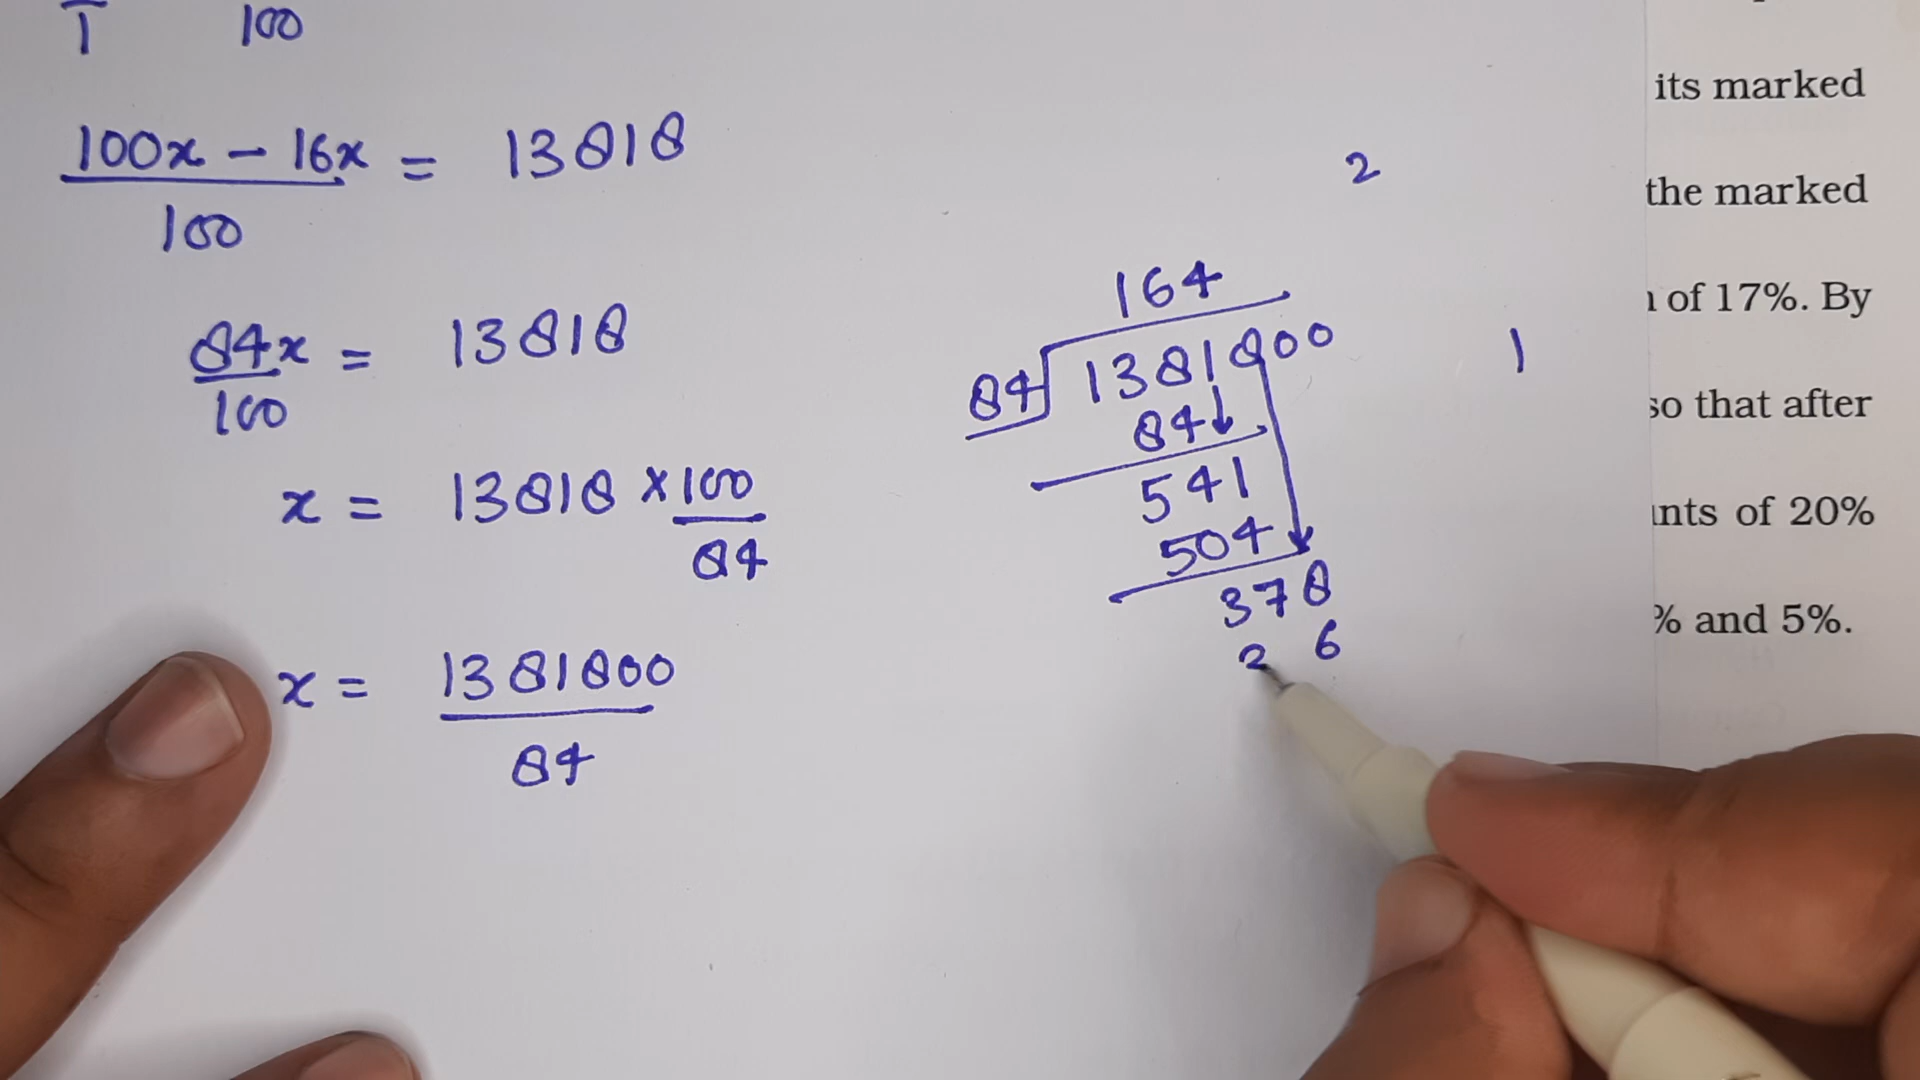 1 100
100x - 16x = 13818
100
84x = 13818
100
x = 13818 × 100
84
x = 1381800
84
2
164
84 1381800
84
541
504
378
3 6
1
its marked
the marked
of 17%. By
so that after
nts of 20%
% and 5%.